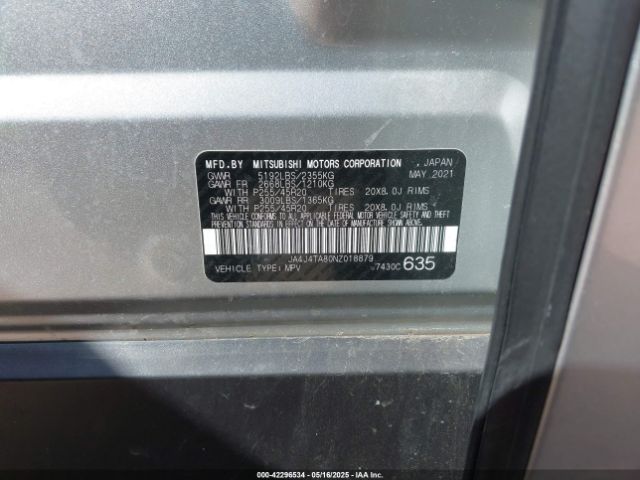 MFD.BY MITSUBISHI MOTORS CORPORATION , JAPAN
GVWR 5192LBS/2355KG MAY 2021
GAWR FR 2668LBS/1210KG
WITH P255/45R20 TIRES 20X8.0J RIMS
GAWR RR 3009LBS/1365KG
WITH P255/45R20 TIRES 20X8.0J RIMS
THIS VEHICLE CONFORMS TO ALL APPLICABLE FEDERAL MOTOR VEHICLE SAFETY AND THEFT
PREVENTION STANDARDS IN EFFECT ON THE DATE OF MANUFACTURE SHOWN ABOVE.
JA4J4TA80NZ018879
VEHICLE TYPE: MPV 7430C 635
000-42296534 - 05/16/2025 - IAAI Inc.